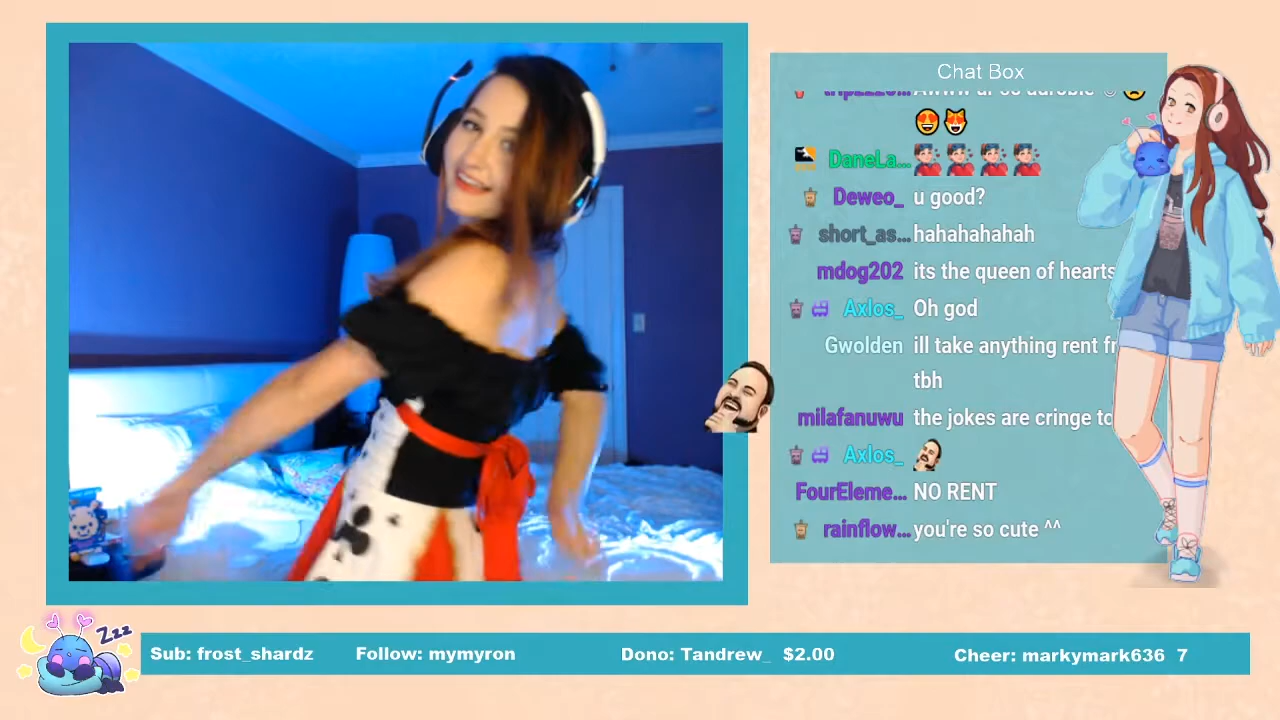 Chat Box
DaneLa...
Deweo_ u good?
short_as... hahahahahah
mdog202 its the queen of hearts
Axlos_ Oh god
Gwolden ill take anything rent fr
tbh
milafanuwu the jokes are cringe
Axlos_
FourEleme... NO RENT
rainflow... you're so cute ^^
Zzz
Sub: frost_shardz Follow: mymyron Dono: Tandrew_ $2.00 Cheer: markymark636 7